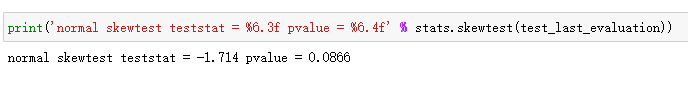 print('normal skewtest teststat = %6.3f pvalue = %6.4f' % stats.skewtest(test_last_evaluation))
normal skewtest teststat = -1.714 pvalue = 0.0866